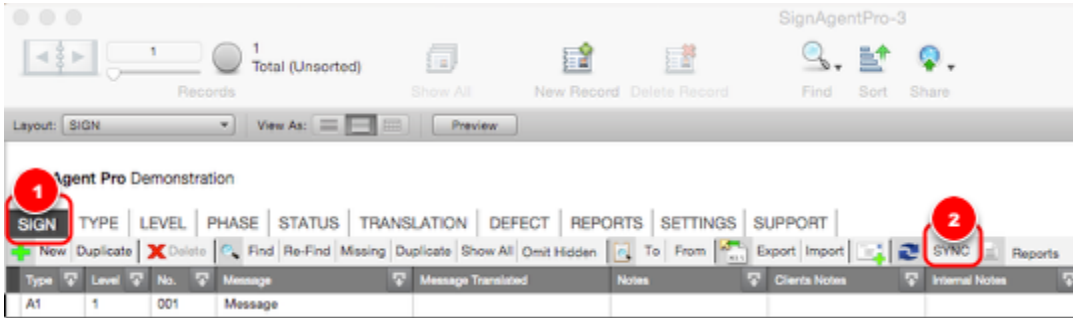 SignAgentPro-3
1
1
Total (Unsorted)
Records
Show All
New Record
Delete Record
Find
Sort
Share
Layout: SIGN
View As:
Preview
1
Agent Pro Demonstration
2
SIGN TYPE LEVEL PHASE STATUS TRANSLATION DEFECT REPORTS SETTINGS SUPPORT
New Duplicate Delete Find Re-Find Missing Duplicate Show All Omit Hidden To From Export Import SYNC Reports
Type Level No. Message Message Translated Notes Clients Notes Internal Notes
A1 1 001 Message